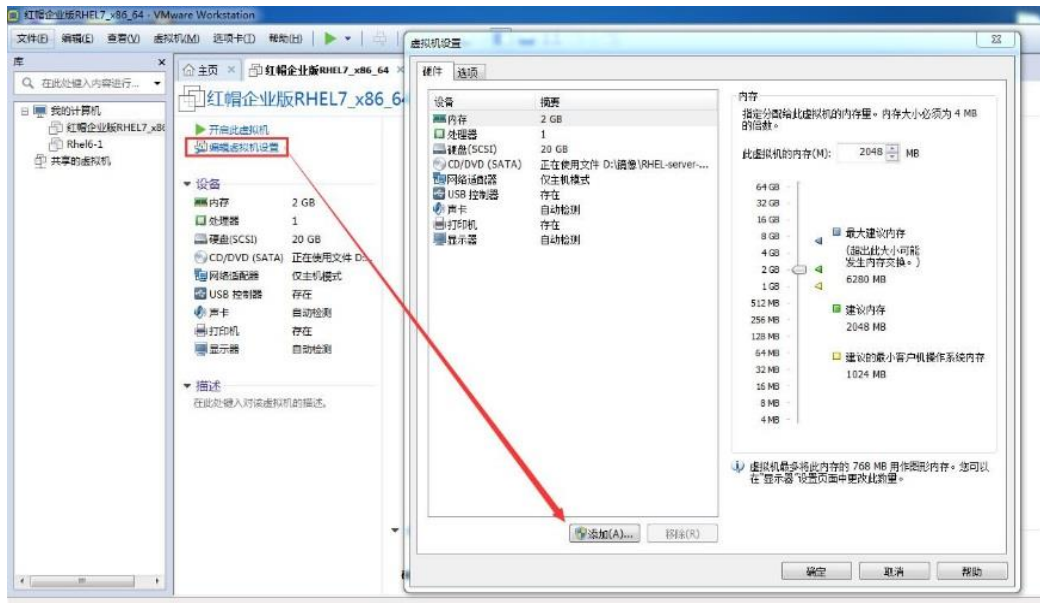 红帽企业版RHEL7_x86_64 - VMware Workstation
文件(F) 编辑(E) 查看(V) 虚拟机(M) 选项卡(T) 帮助(H)
库
在此处键入内容进行...
我的计算机
红帽企业版RHEL7_x86
Rhel6-1
共享的虚拟机
主页
红帽企业版RHEL7_x86_64
红帽企业版RHEL7_x86_6
开启此虚拟机
编辑虚拟机设置
设备
内存 2 GB
处理器 1
硬盘(SCSI) 20 GB
CD/DVD (SATA) 正在使用文件 D:
网络适配器 仅主机模式
USB 控制器 存在
声卡 自动检测
打印机 存在
显示器 自动检测
描述
在此处键入对该虚拟机的描述。
虚拟机设置
硬件 选项
设备 摘要
内存 2 GB
处理器 1
硬盘(SCSI) 20 GB
CD/DVD (SATA) 正在使用文件 D:\镜像\RHEL-server-...
网络适配器 仅主机模式
USB 控制器 存在
声卡 自动检测
打印机 存在
显示器 自动检测
添加(A)... 移除(R)
内存
指定分配给此虚拟机的内存量。内存大小必须为 4 MB
的倍数。
此虚拟机的内存(M): 2048 MB
64 GB
32 GB
16 GB
8 GB
4 GB
2 GB
1 GB
512 MB
256 MB
128 MB
64 MB
32 MB
16 MB
8 MB
4 MB
最大建议内存
(超出此大小可能
发生内存交换。)
6280 MB
建议内存
2048 MB
建议的最小客户机操作系统内存
1024 MB
虚拟机最多将此内存的 768 MB 用作图形内存。您可以
在"显示器"设置页面中更改此数量。
确定 取消 帮助